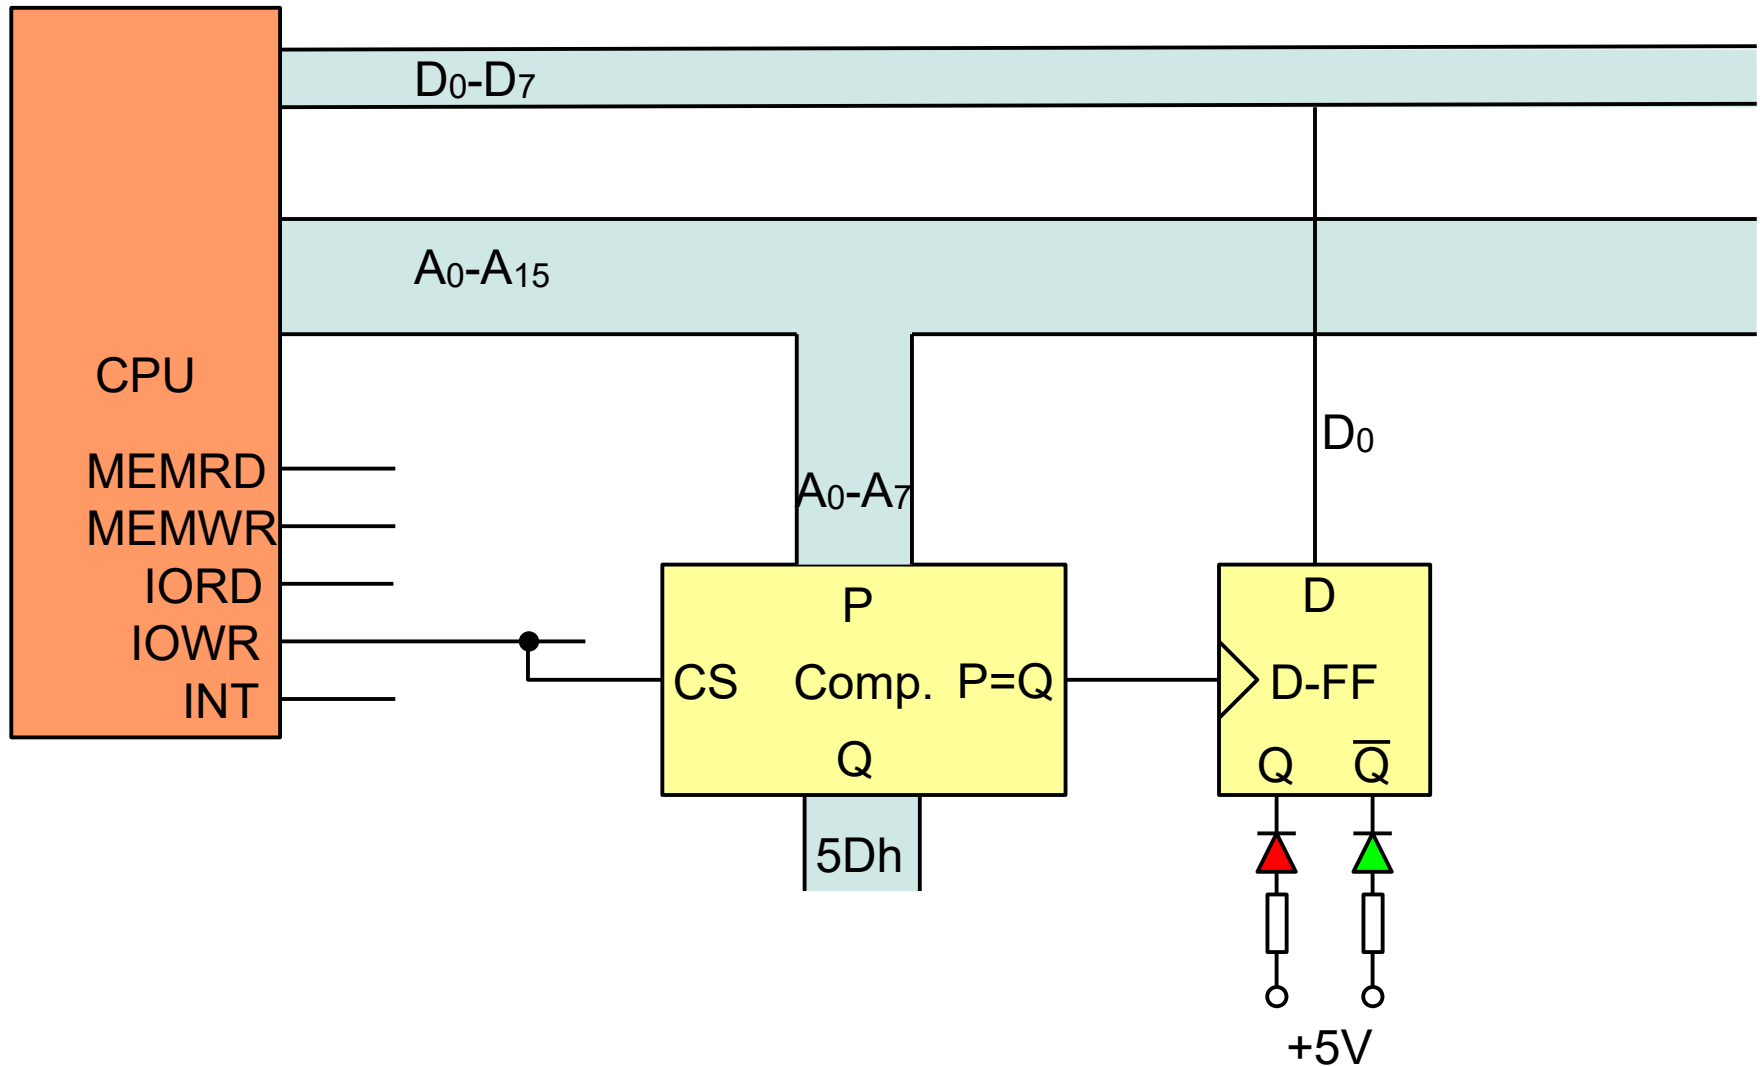 D0-D7
A0-A15
CPU
MEMRD
MEMWR
IORD
IOWR
INT
A0-A7
D0
P
CS Comp. P=Q
Q
5Dh
D
D-FF
Q Q̅
+5V